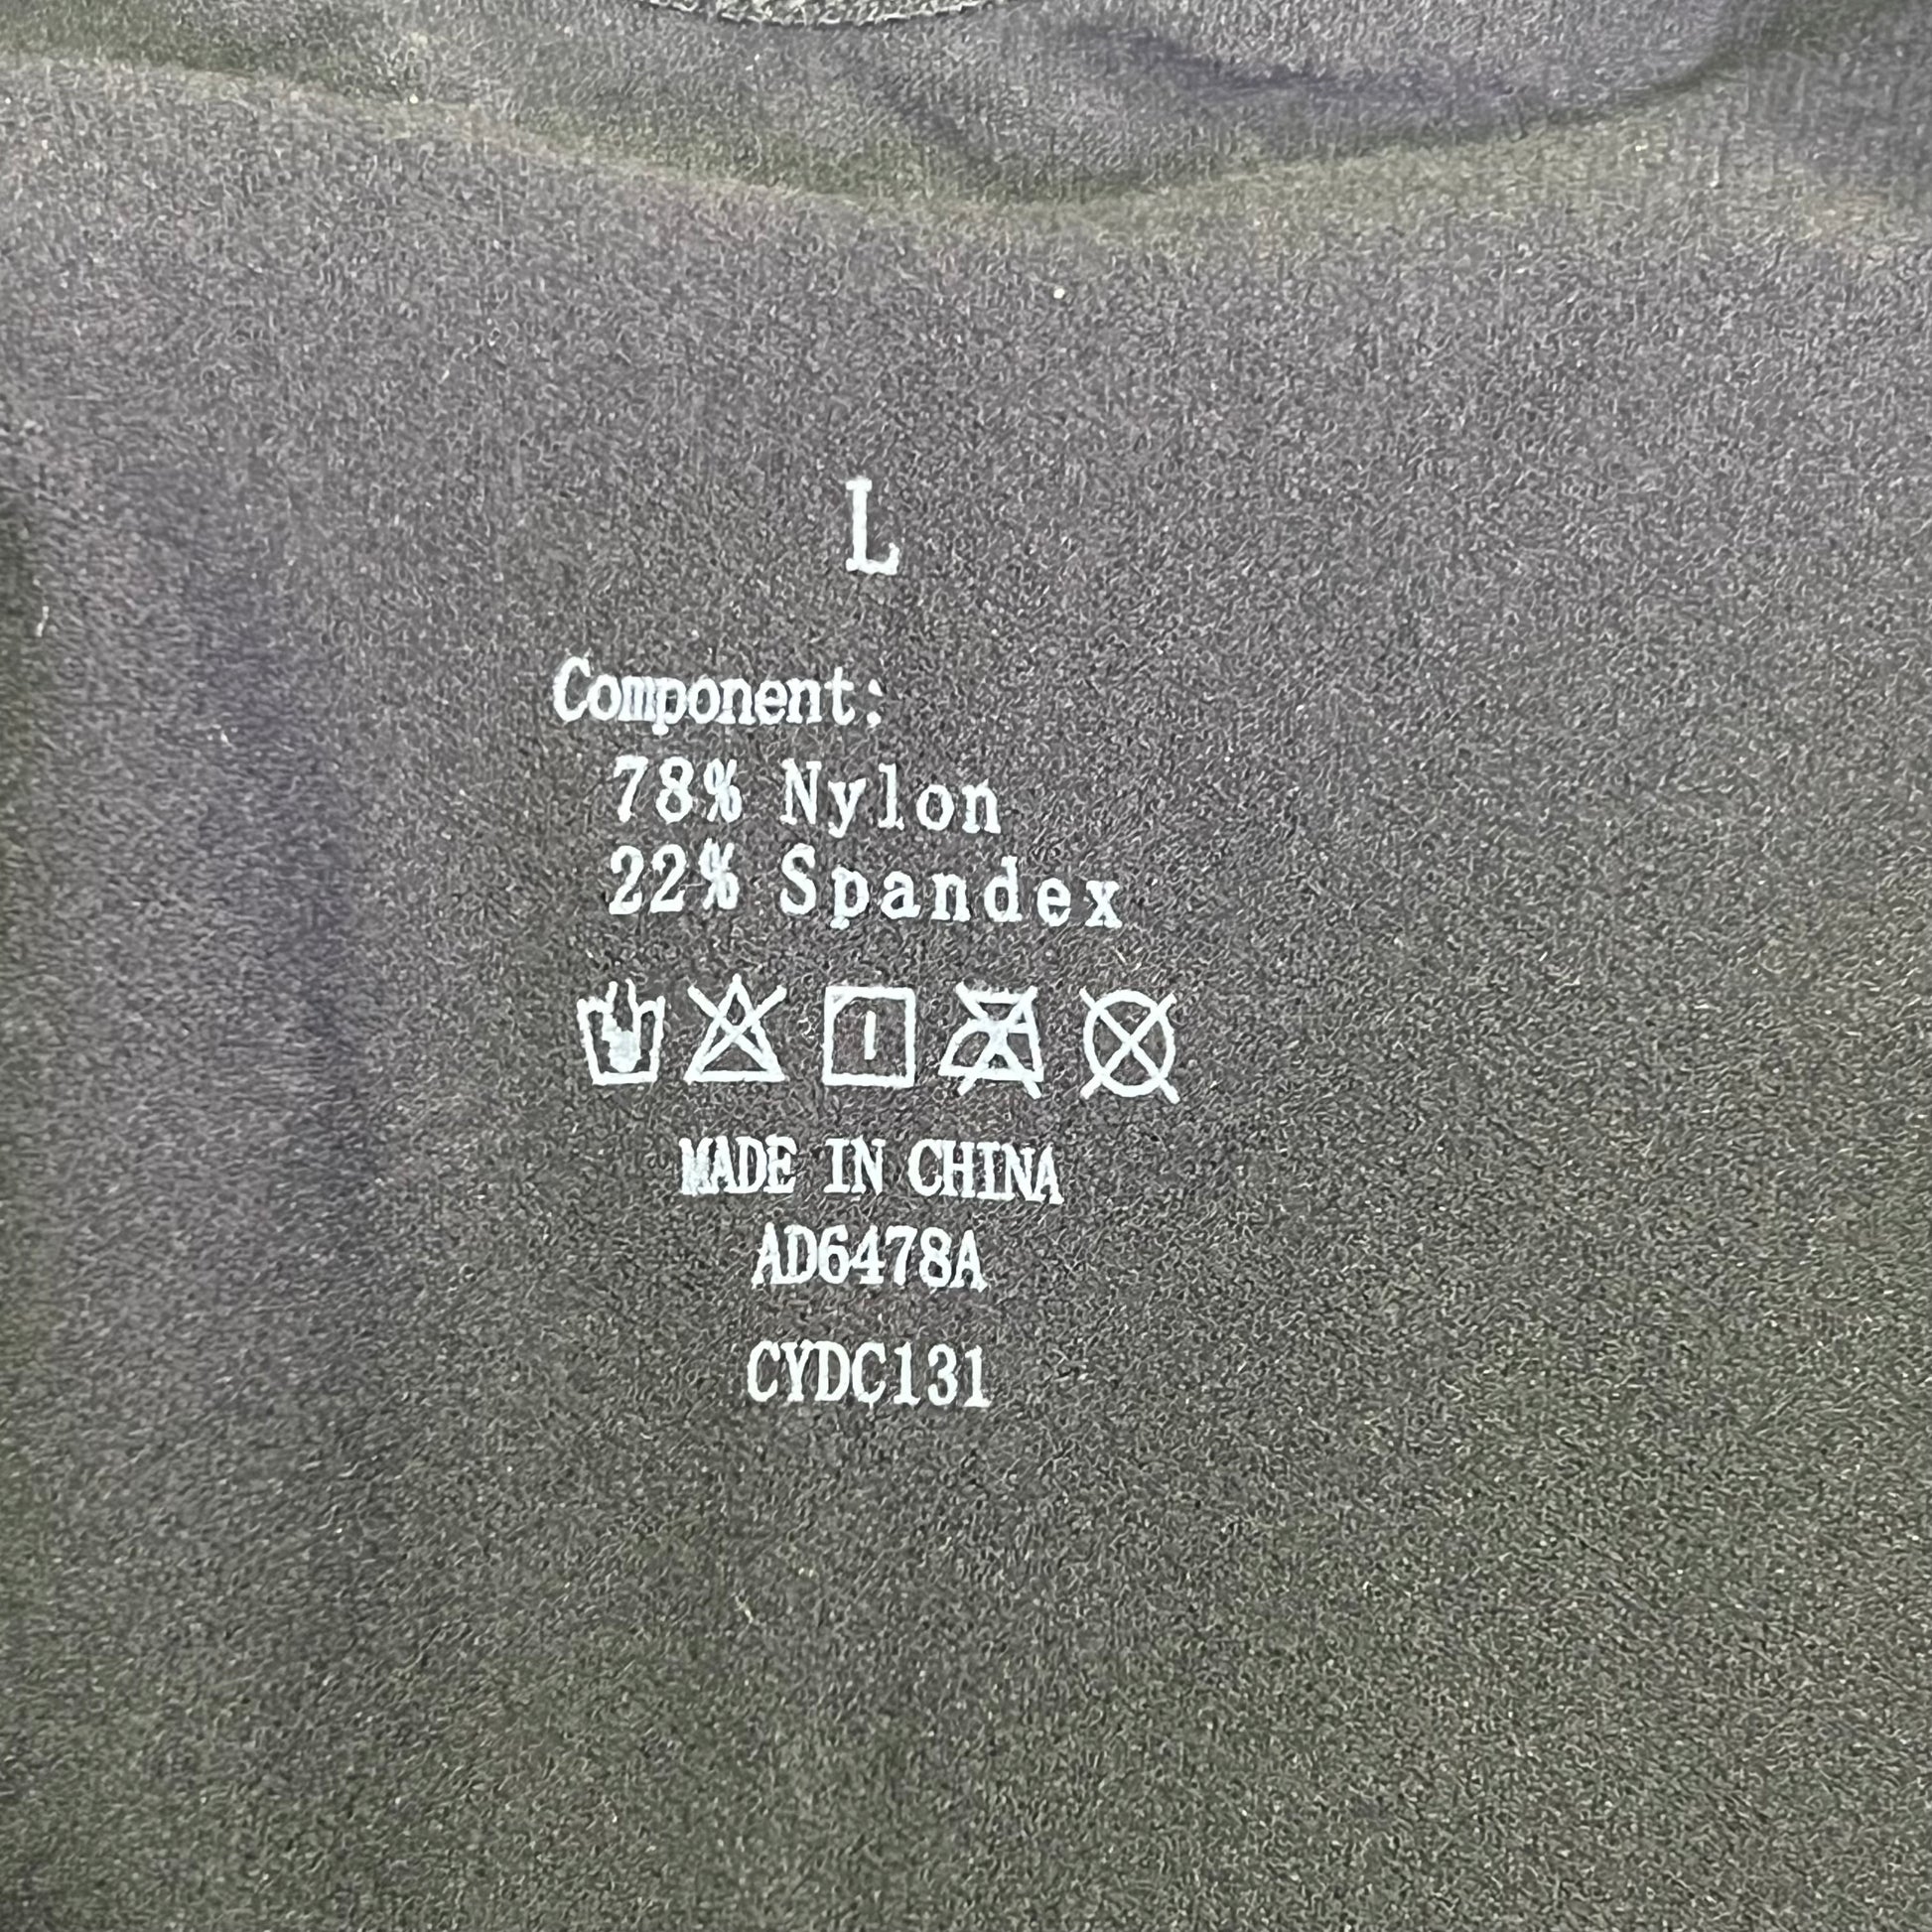 L
Component:
78% Nylon
22% Spandex
MADE IN CHINA
AD6478A
CYDC131